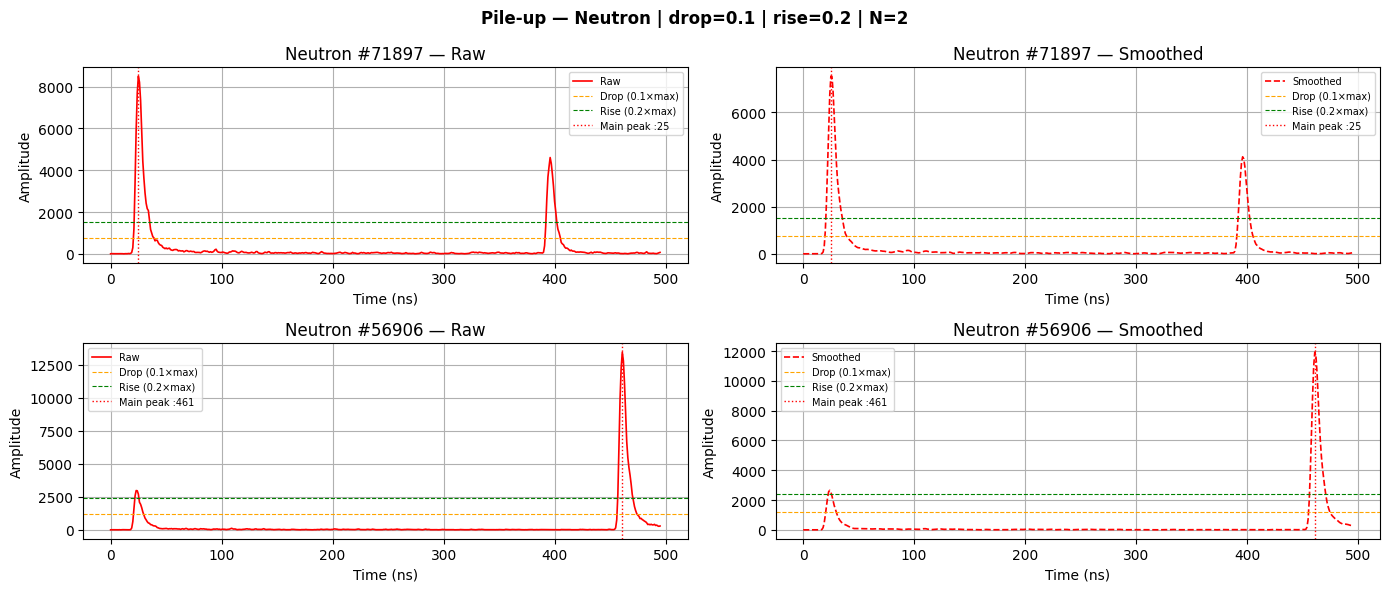 Pile-up — Neutron | drop=0.1 | rise=0.2 | N=2
Neutron #71897 — Raw
Amplitude
8000
6000
4000
2000
0
0 100 200 300 400 500
Time (ns)
Raw
Drop (0.1×max)
Rise (0.2×max)
Main peak :25
Neutron #71897 — Smoothed
Amplitude
6000
4000
2000
0
0 100 200 300 400 500
Time (ns)
Smoothed
Drop (0.1×max)
Rise (0.2×max)
Main peak :25
Neutron #56906 — Raw
Amplitude
12500
10000
7500
5000
2500
0
0 100 200 300 400 500
Time (ns)
Raw
Drop (0.1×max)
Rise (0.2×max)
Main peak :461
Neutron #56906 — Smoothed
Amplitude
12000
10000
8000
6000
4000
2000
0
0 100 200 300 400 500
Time (ns)
Smoothed
Drop (0.1×max)
Rise (0.2×max)
Main peak :461